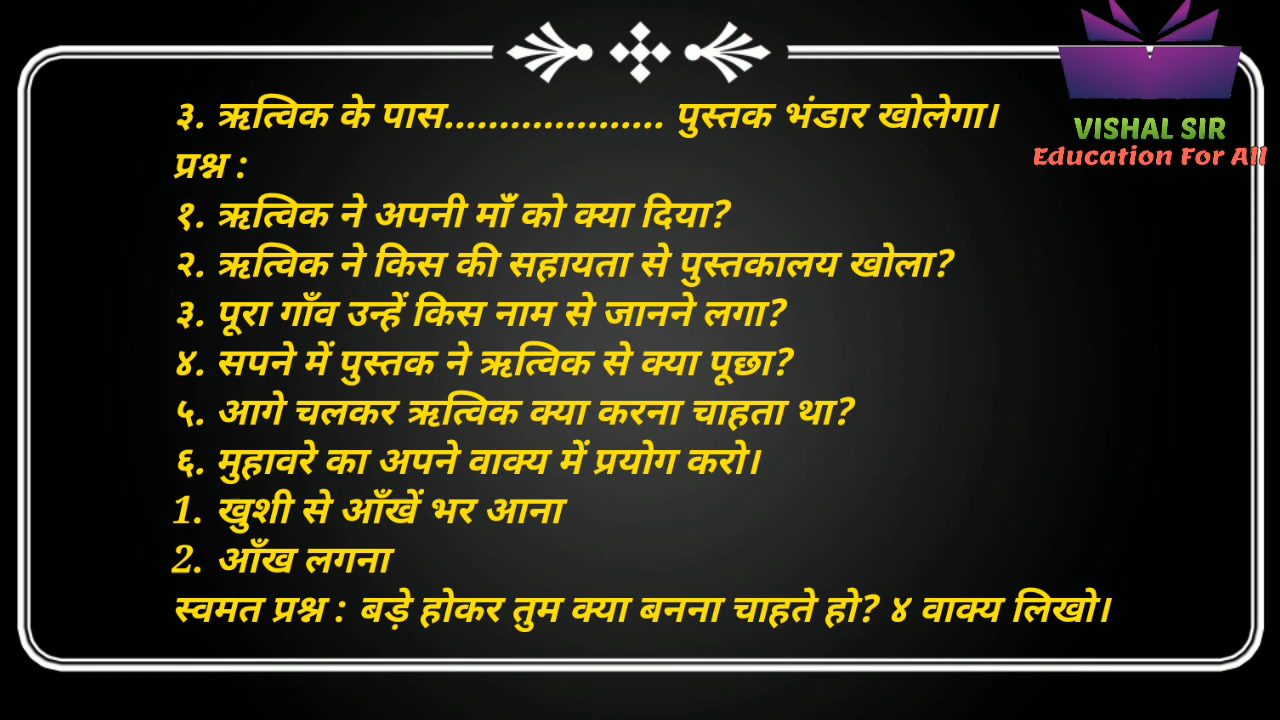 ३. ऋत्विक के पास.................... पुस्तक भंडार खोलेगा।
VISHAL SIR
Education For All
प्रश्न :
१. ऋत्विक ने अपनी माँ को क्या दिया?
२. ऋत्विक ने किस की सहायता से पुस्तकालय खोला?
३. पूरा गाँव उन्हें किस नाम से जानने लगा?
४. सपने में पुस्तक ने ऋत्विक से क्या पूछा?
५. आगे चलकर ऋत्विक क्या करना चाहता था?
६. मुहावरे का अपने वाक्य में प्रयोग करो।
1. खुशी से आँखें भर आना
2. आँख लगना
स्वमत प्रश्न : बड़े होकर तुम क्या बनना चाहते हो? ४ वाक्य लिखो।